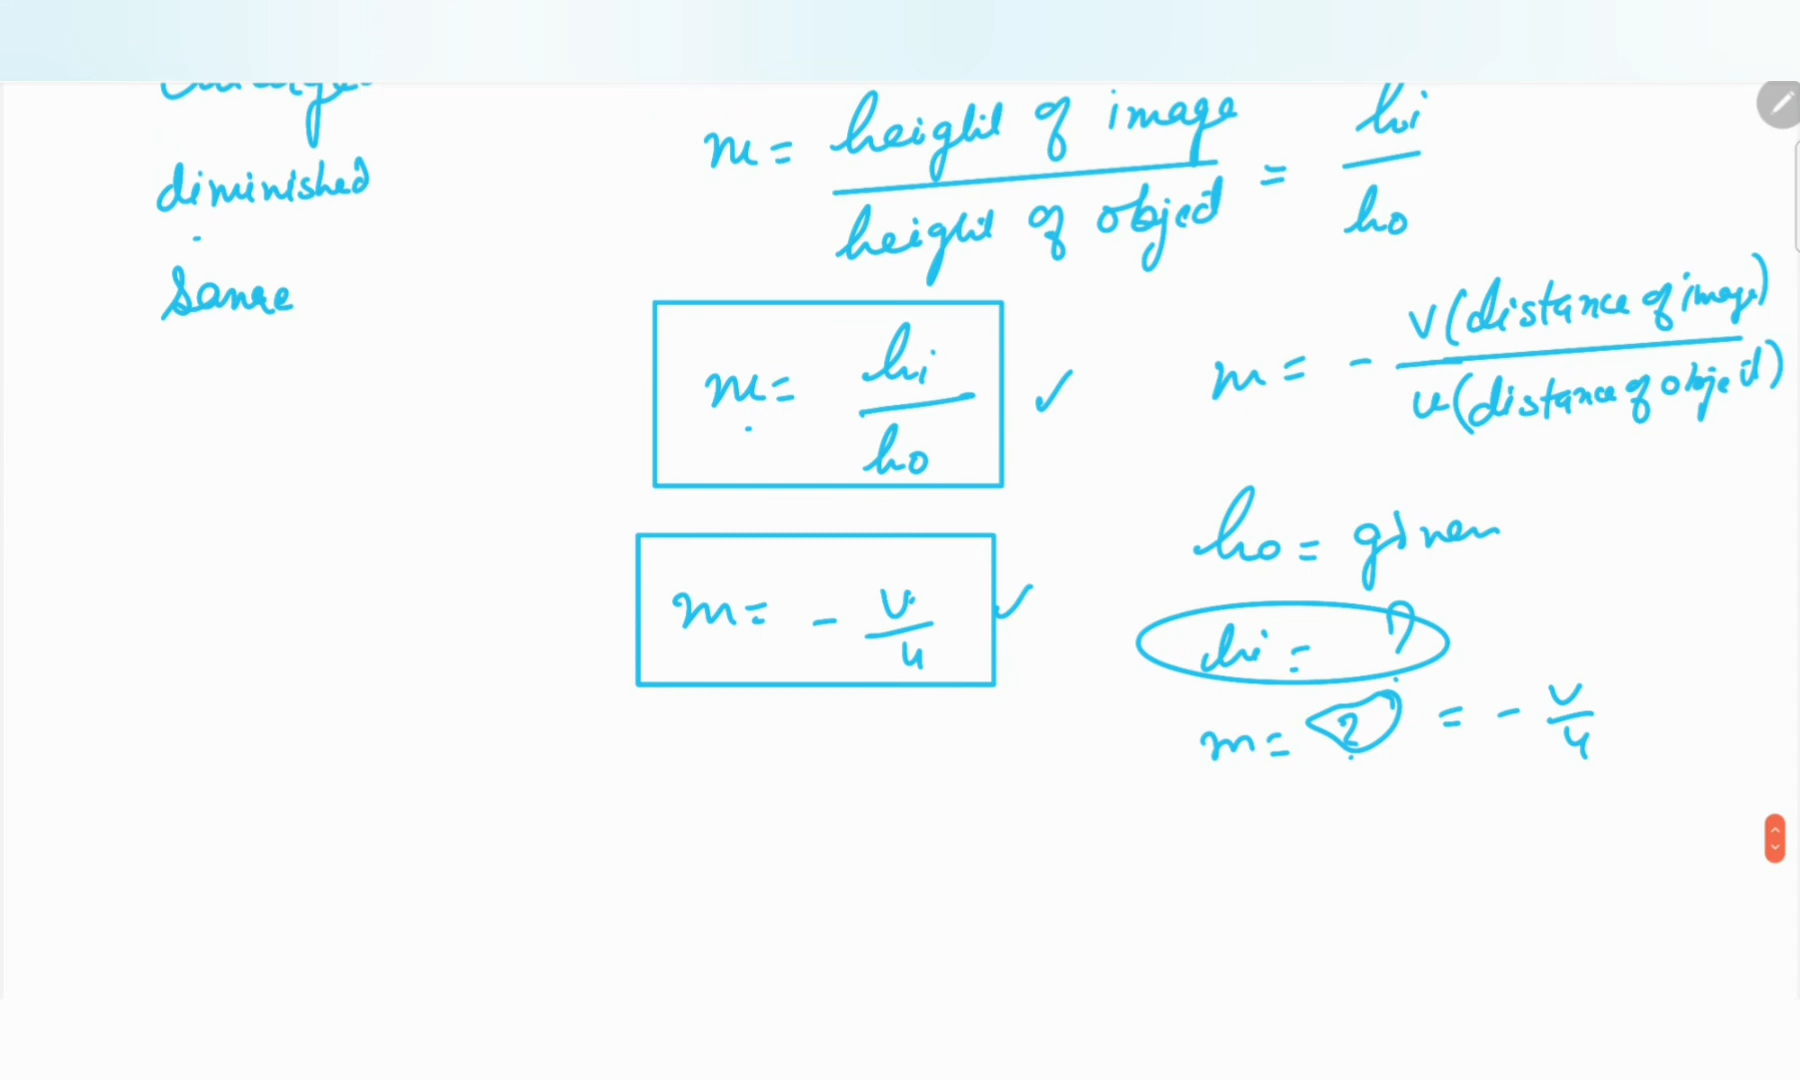 diminished
same
m = height of image / height of object = hi / ho
m = hi / ho ✓
m = - v (distance of image) / u (distance of object)
m = - v / u ✓
ho = given
hi = ?
m = 2 = - v / u